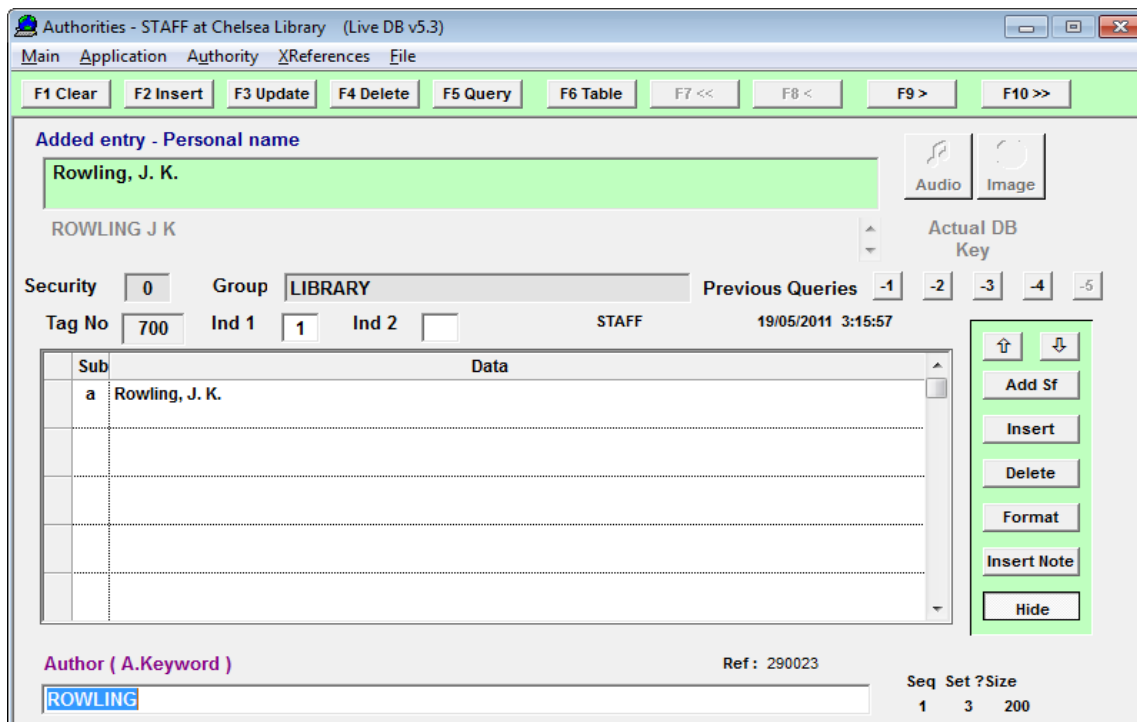 Authorities - STAFF at Chelsea Library (Live DB v5.3)
Main Application Authority XReferences File
F1 Clear F2 Insert F3 Update F4 Delete F5 Query F6 Table F7 << F8 < F9 > F10 >>
Added entry - Personal name
Rowling, J. K.
Audio Image
ROWLING J K
Actual DB
Key
Security 0 Group LIBRARY Previous Queries -1 -2 -3 -4 -5
Tag No 700 Ind 1 1 Ind 2 STAFF 19/05/2011 3:15:57
Sub Data
a Rowling, J. K.
Add Sf
Insert
Delete
Format
Insert Note
Hide
Author ( A.Keyword ) Ref : 290023
ROWLING
Seq Set ?Size
1 3 200